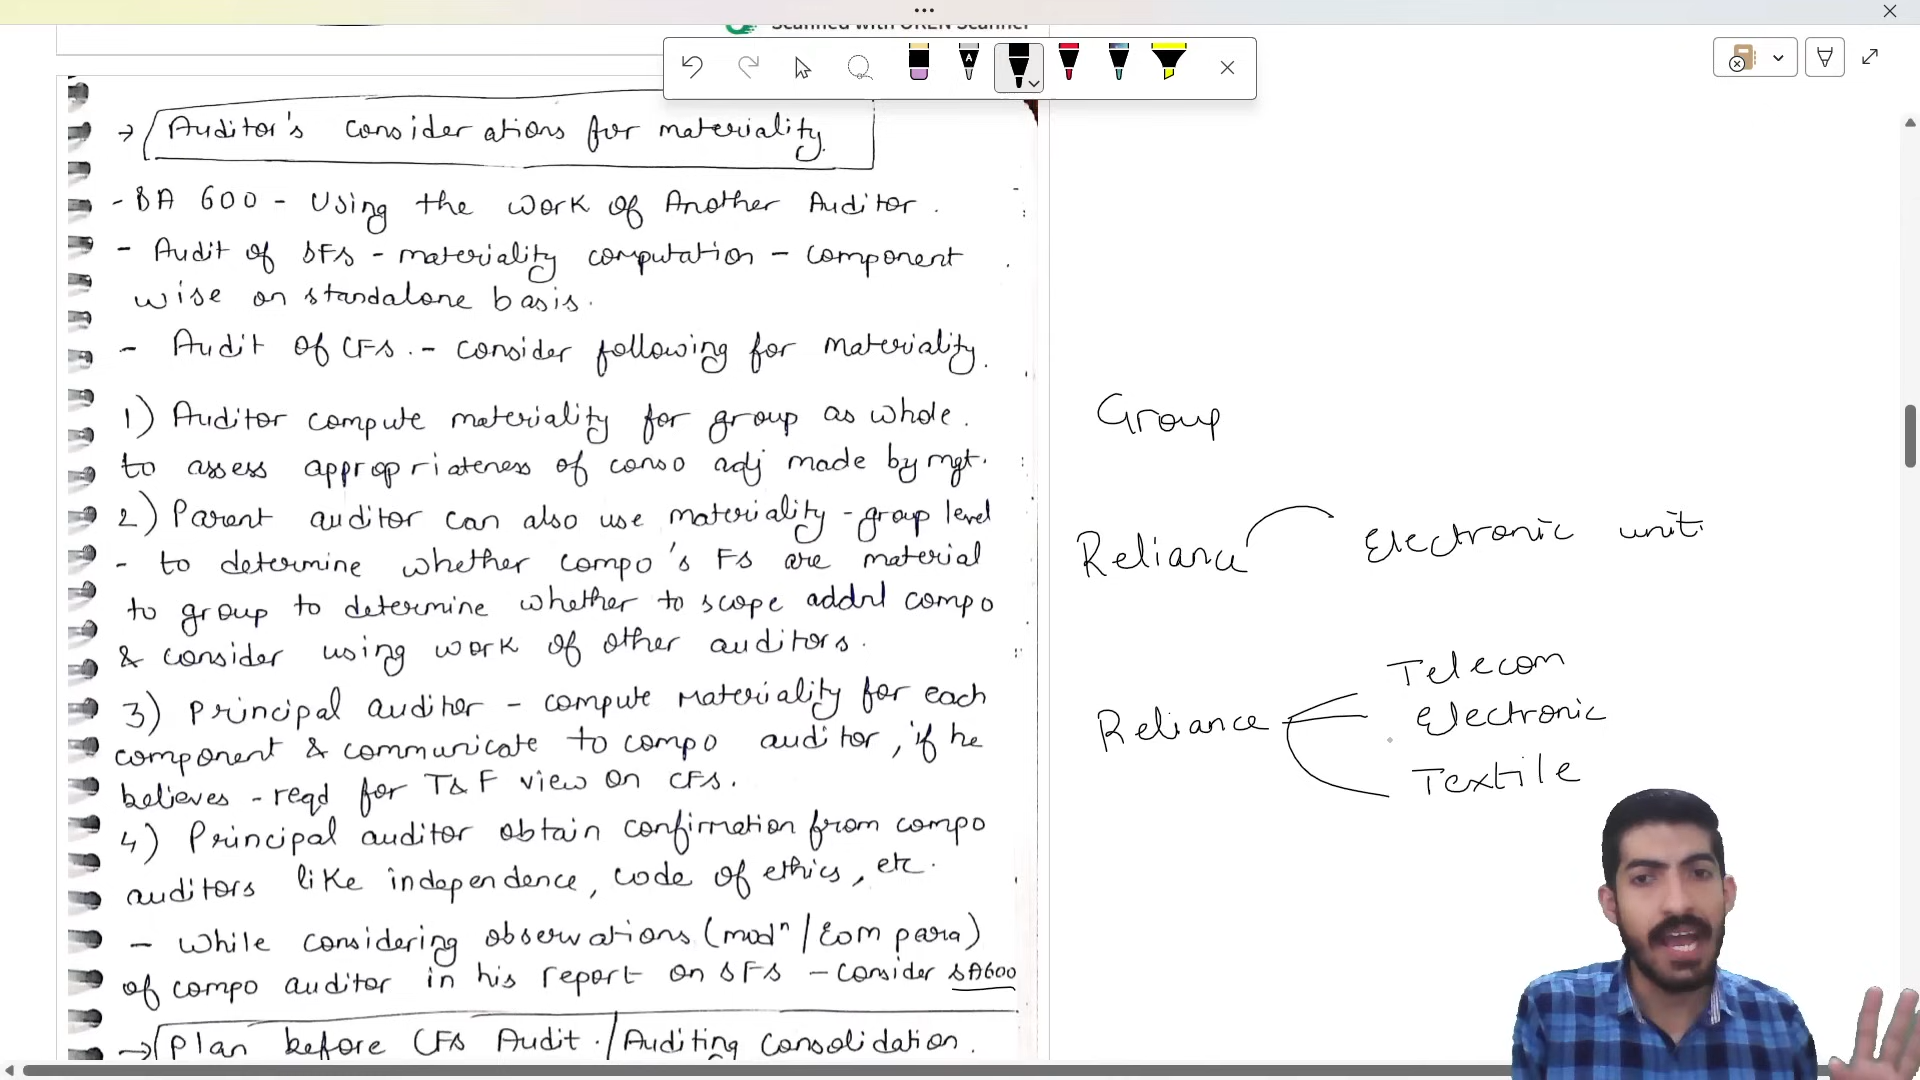 Scanned with OKEN Scanner
→ Auditor's considerations for materiality.
- SA 600 - Using the work of Another Auditor.
- Audit of SFS - materiality computation - component
wise on standalone basis.
- Audit of CFS. - consider following for materiality.
1) Auditor compute materiality for group as whole.
to assess appropriateness of conso adj made by mgt.
2) Parent auditor can also use materiality - group level
- to determine whether compo's FS are material
to group to determine whether to scope addnl compo
& consider using work of other auditors.
3) Principal auditor - compute materiality for each
component & communicate to compo auditor, if he
believes - reqd for T&F view on CFS.
4) Principal auditor obtain confirmation from compo
auditors like independence, code of ethics, etc.
- While considering observations (modⁿ/EOM para)
of compo auditor in his report on SFS - consider SA600
→ Plan before CFS Audit. / Auditing Consolidation.
Group
Reliance Electronic unit.
Telecom
Reliance Electronic
Textile